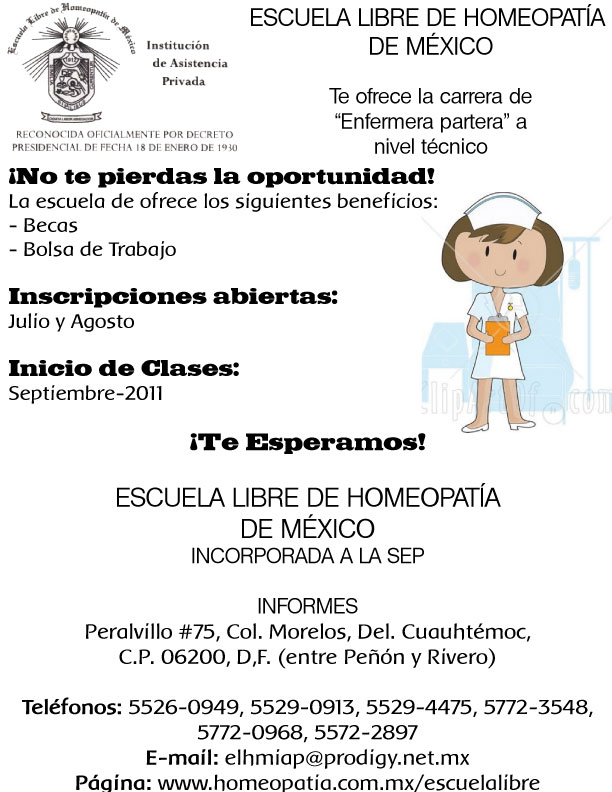 Escuela Libre de Homeopatía de México
Institución
de Asistencia
Privada
RECONOCIDA OFICIALMENTE POR DECRETO
PRESIDENCIAL DE FECHA 18 DE ENERO DE 1930
ESCUELA LIBRE DE HOMEOPATÍA
DE MÉXICO
Te ofrece la carrera de
“Enfermera partera” a
nivel técnico
¡No te pierdas la oportunidad!
La escuela de ofrece los siguientes beneficios:
- Becas
- Bolsa de Trabajo
Inscripciones abiertas:
Julio y Agosto
Inicio de Clases:
Septiembre-2011
¡Te Esperamos!
ESCUELA LIBRE DE HOMEOPATÍA
DE MÉXICO
INCORPORADA A LA SEP
INFORMES
Peralvillo #75, Col. Morelos, Del. Cuauhtémoc,
C.P. 06200, D,F. (entre Peñón y Rivero)
Teléfonos: 5526-0949, 5529-0913, 5529-4475, 5772-3548,
5772-0968, 5572-2897
E-mail: elhmiap@prodigy.net.mx
Página: www.homeopatia.com.mx/escuelalibre